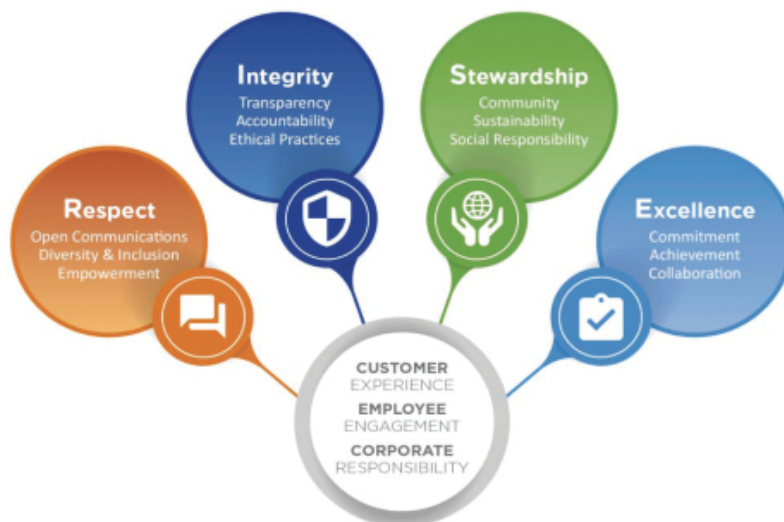 Respect
Open Communications
Diversity & Inclusion
Empowerment
Integrity
Transparency
Accountability
Ethical Practices
Stewardship
Community
Sustainability
Social Responsibility
Excellence
Commitment
Achievement
Collaboration
CUSTOMER
EXPERIENCE
EMPLOYEE
ENGAGEMENT
CORPORATE
RESPONSIBILITY